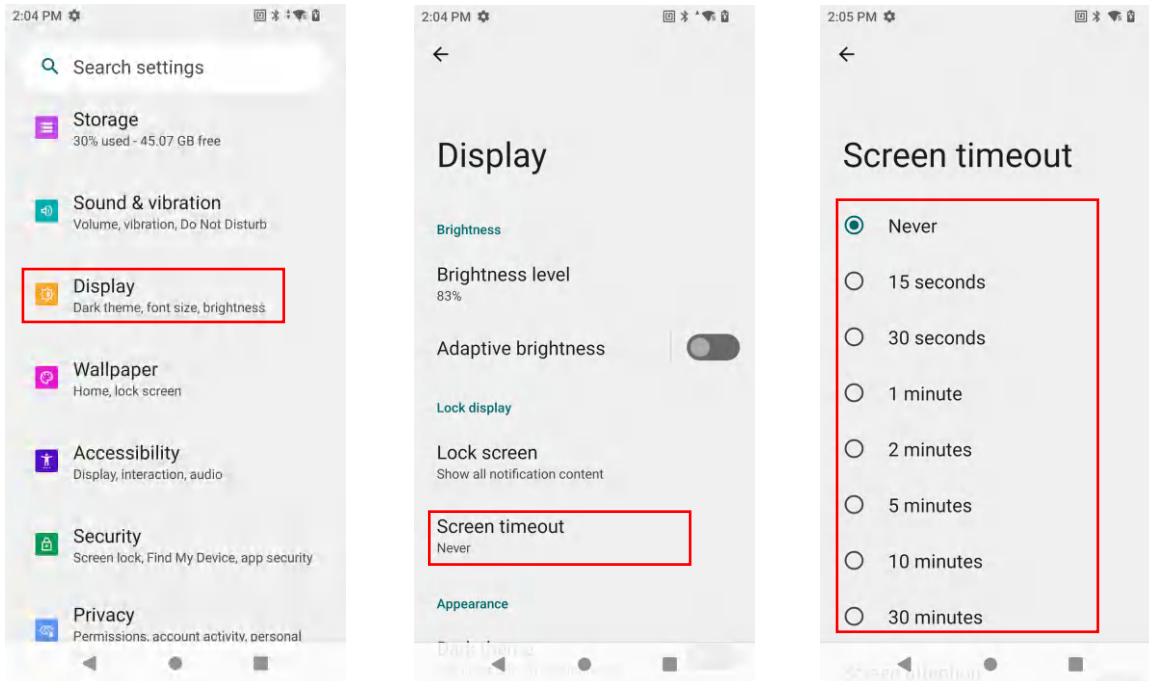 2:04 PM
Search settings
Storage
30% used - 45.07 GB free
Sound & vibration
Volume, vibration, Do Not Disturb
Display
Dark theme, font size, brightness
Wallpaper
Home, lock screen
Accessibility
Display, interaction, audio
Security
Screen lock, Find My Device, app security
Privacy
Permissions, account activity, personal
2:04 PM
Display
Brightness
Brightness level
83%
Adaptive brightness
Lock display
Lock screen
Show all notification content
Screen timeout
Never
Appearance
Dark theme
2:05 PM
Screen timeout
Never
15 seconds
30 seconds
1 minute
2 minutes
5 minutes
10 minutes
30 minutes
Screen attention